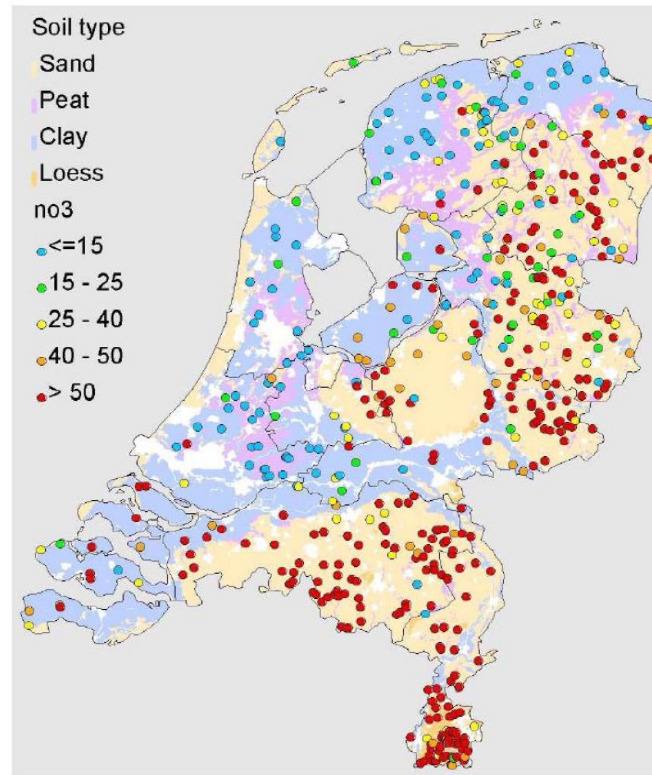 Soil type
Sand
Peat
Clay
Loess
no3
<=15
15 - 25
25 - 40
40 - 50
> 50